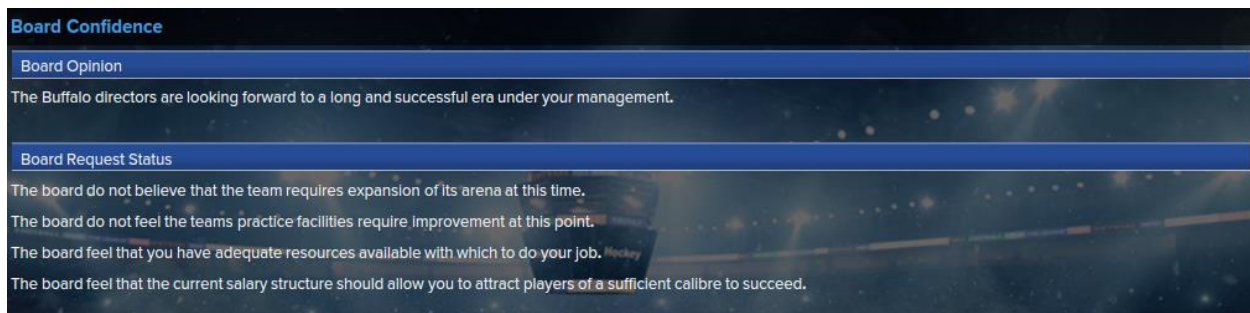 Board Confidence
Board Opinion
The Buffalo directors are looking forward to a long and successful era under your management.
Board Request Status
The board do not believe that the team requires expansion of its arena at this time.
The board do not feel the teams practice facilities require improvement at this point.
The board feel that you have adequate resources available with which to do your job.
Hockey
The board feel that the current salary structure should allow you to attract players of a sufficient calibre to succeed.